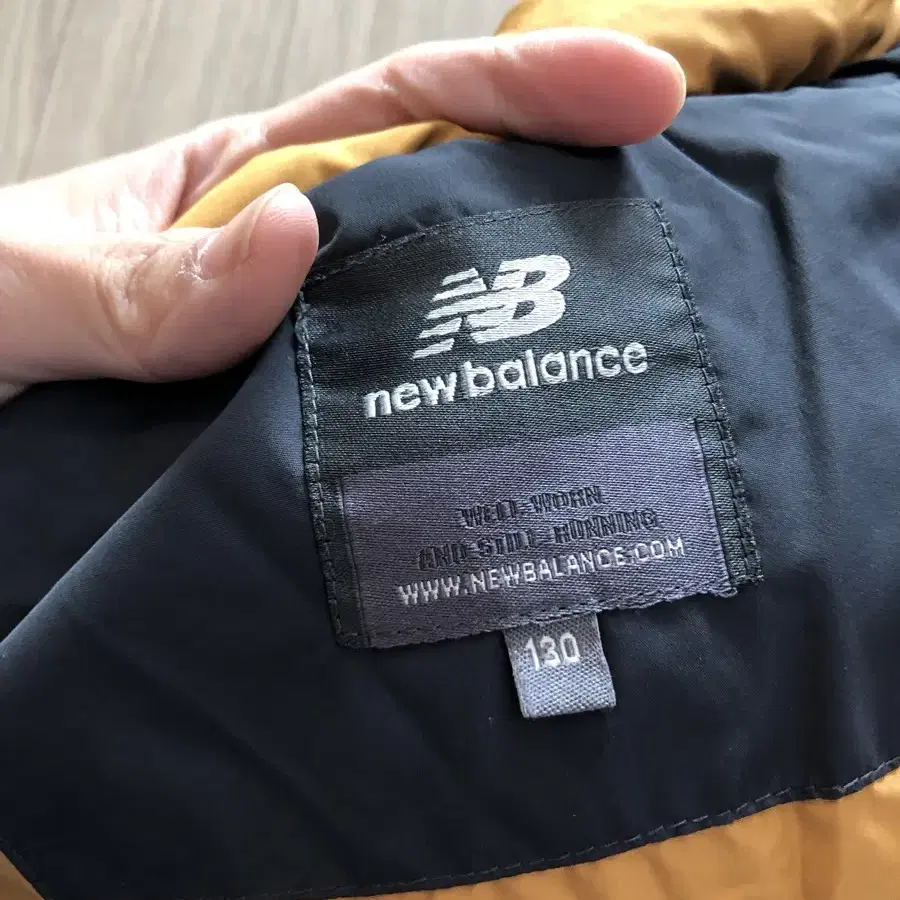 NB
new balance
WELL-WORN
AND-STILL-RUNNING
WWW.NEWBALANCE.COM
130